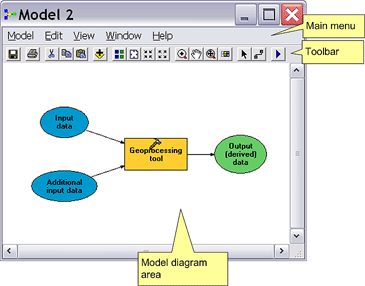 Model 2
Model Edit View Window Help
Main menu
Toolbar
Input
data
Geoprocessing
tool
Output
(derived)
data
Additional
input data
Model diagram
area